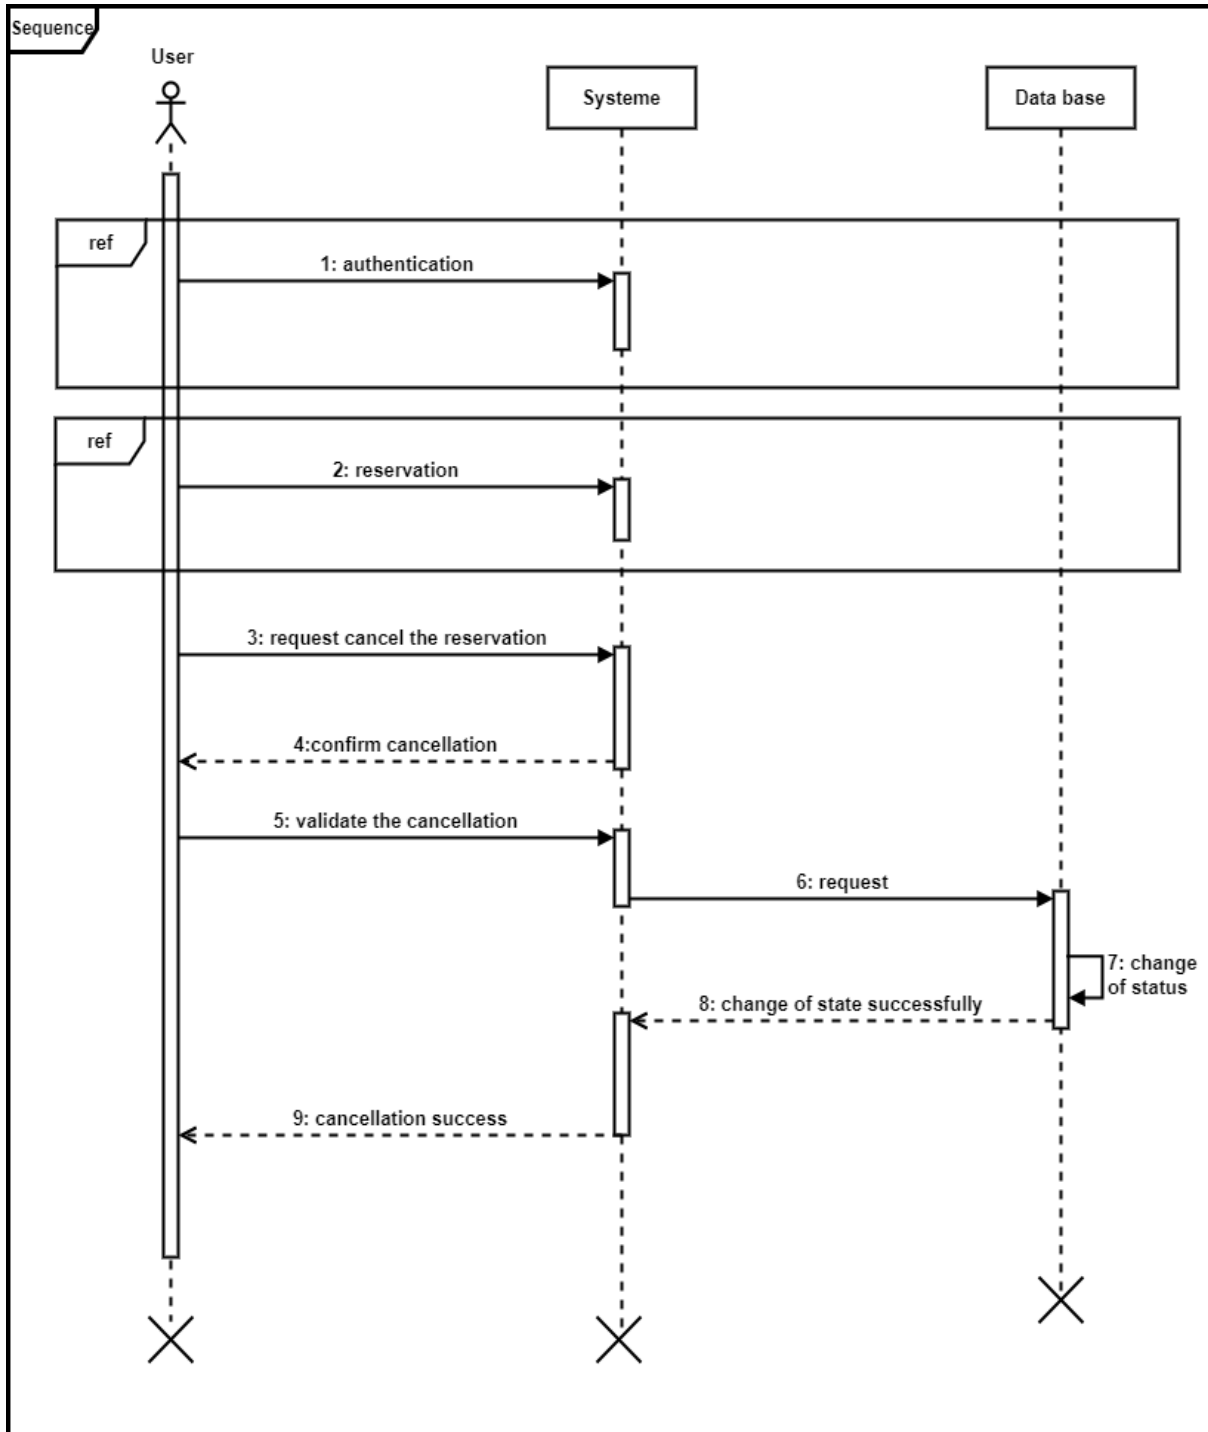 Sequence
User
Systeme
Data base
ref
1: authentication
ref
2: reservation
3: request cancel the reservation
4:confirm cancellation
5: validate the cancellation
6: request
7: change
of status
8: change of state successfully
9: cancellation success